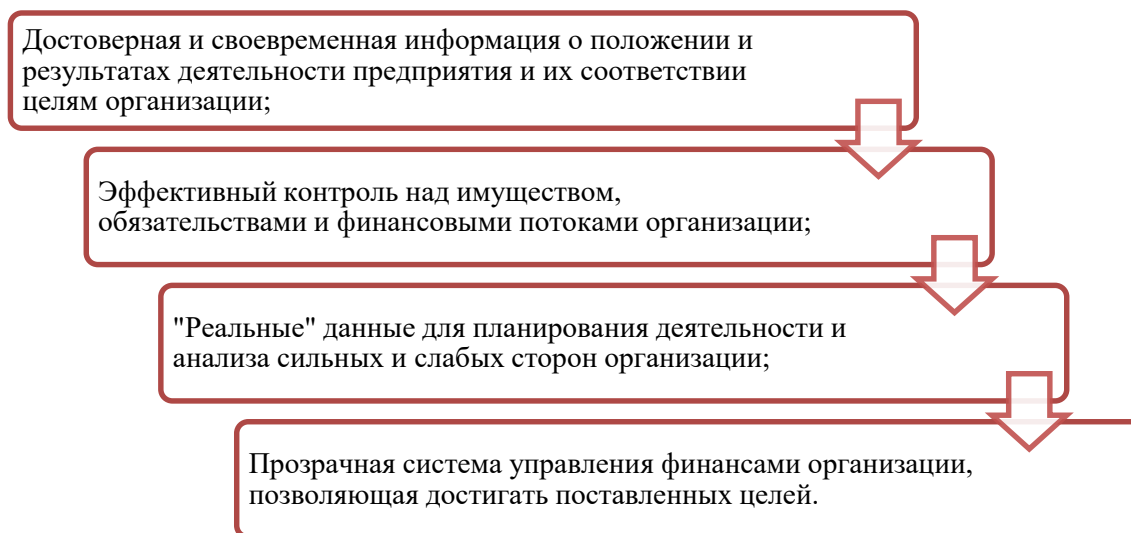 Достоверная и своевременная информация о положении и
результатах деятельности предприятия и их соответствии
целям организации;
Эффективный контроль над имуществом,
обязательствами и финансовыми потоками организации;
"Реальные" данные для планирования деятельности и
анализа сильных и слабых сторон организации;
Прозрачная система управления финансами организации,
позволяющая достигать поставленных целей.